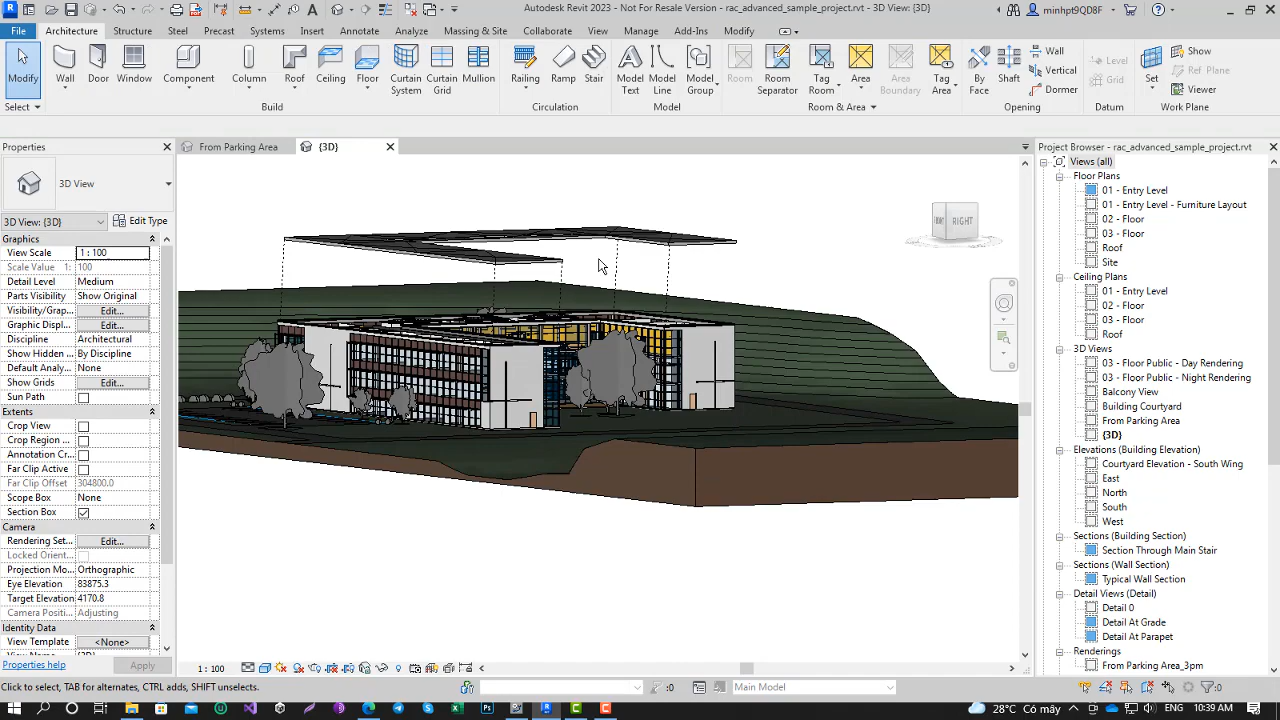 Autodesk Revit 2023 - Not For Resale Version - rac_advanced_sample_project.rvt - 3D View: {3D}
minhpt9QD8F
File Architecture Structure Steel Precast Systems Insert Annotate Analyze Massing & Site Collaborate View Manage Add-Ins Modify
Modify Wall Door Window Component Column Roof Ceiling Floor Curtain System Curtain Grid Mullion Railing Ramp Stair Model Text Model Line Model Group Room Room Separator Tag Room Area Area Boundary Tag Area By Face Shaft Wall Vertical Dormer Level Grid Set Show Ref Plane Viewer
Select Build Circulation Model Room & Area Opening Datum Work Plane
Properties
From Parking Area
{3D}
Project Browser - rac_advanced_sample_project.rvt
3D View
3D View: {3D}
Edit Type
Graphics
View Scale 1 : 100
Scale Value 1: 100
Detail Level Medium
Parts Visibility Show Original
Visibility/Grap... Edit...
Graphic Displ... Edit...
Discipline Architectural
Show Hidden ... By Discipline
Default Analy... None
Show Grids Edit...
Sun Path
Extents
Crop View
Crop Region ...
Annotation Cr...
Far Clip Active
Far Clip Offset 304800.0
Scope Box None
Section Box
Camera
Rendering Set... Edit...
Locked Orient...
Projection Mo... Orthographic
Eye Elevation 83875.3
Target Elevation 4170.8
Camera Positi... Adjusting
Identity Data
View Template <None>
Properties help
Apply
RIGHT
Views (all)
Floor Plans
01 - Entry Level
01 - Entry Level - Furniture Layout
02 - Floor
03 - Floor
Roof
Site
Ceiling Plans
01 - Entry Level
02 - Floor
03 - Floor
Roof
3D Views
03 - Floor Public - Day Rendering
03 - Floor Public - Night Rendering
Balcony View
Building Courtyard
From Parking Area
{3D}
Elevations (Building Elevation)
Courtyard Elevation - South Wing
East
North
South
West
Sections (Building Section)
Section Through Main Stair
Sections (Wall Section)
Typical Wall Section
Detail Views (Detail)
Detail 0
Detail At Grade
Detail At Parapet
Renderings
From Parking Area_3pm
1 : 100
Click to select, TAB for alternates, CTRL adds, SHIFT unselects.
:0
Main Model
:0
28°C Có mây
10:39 AM